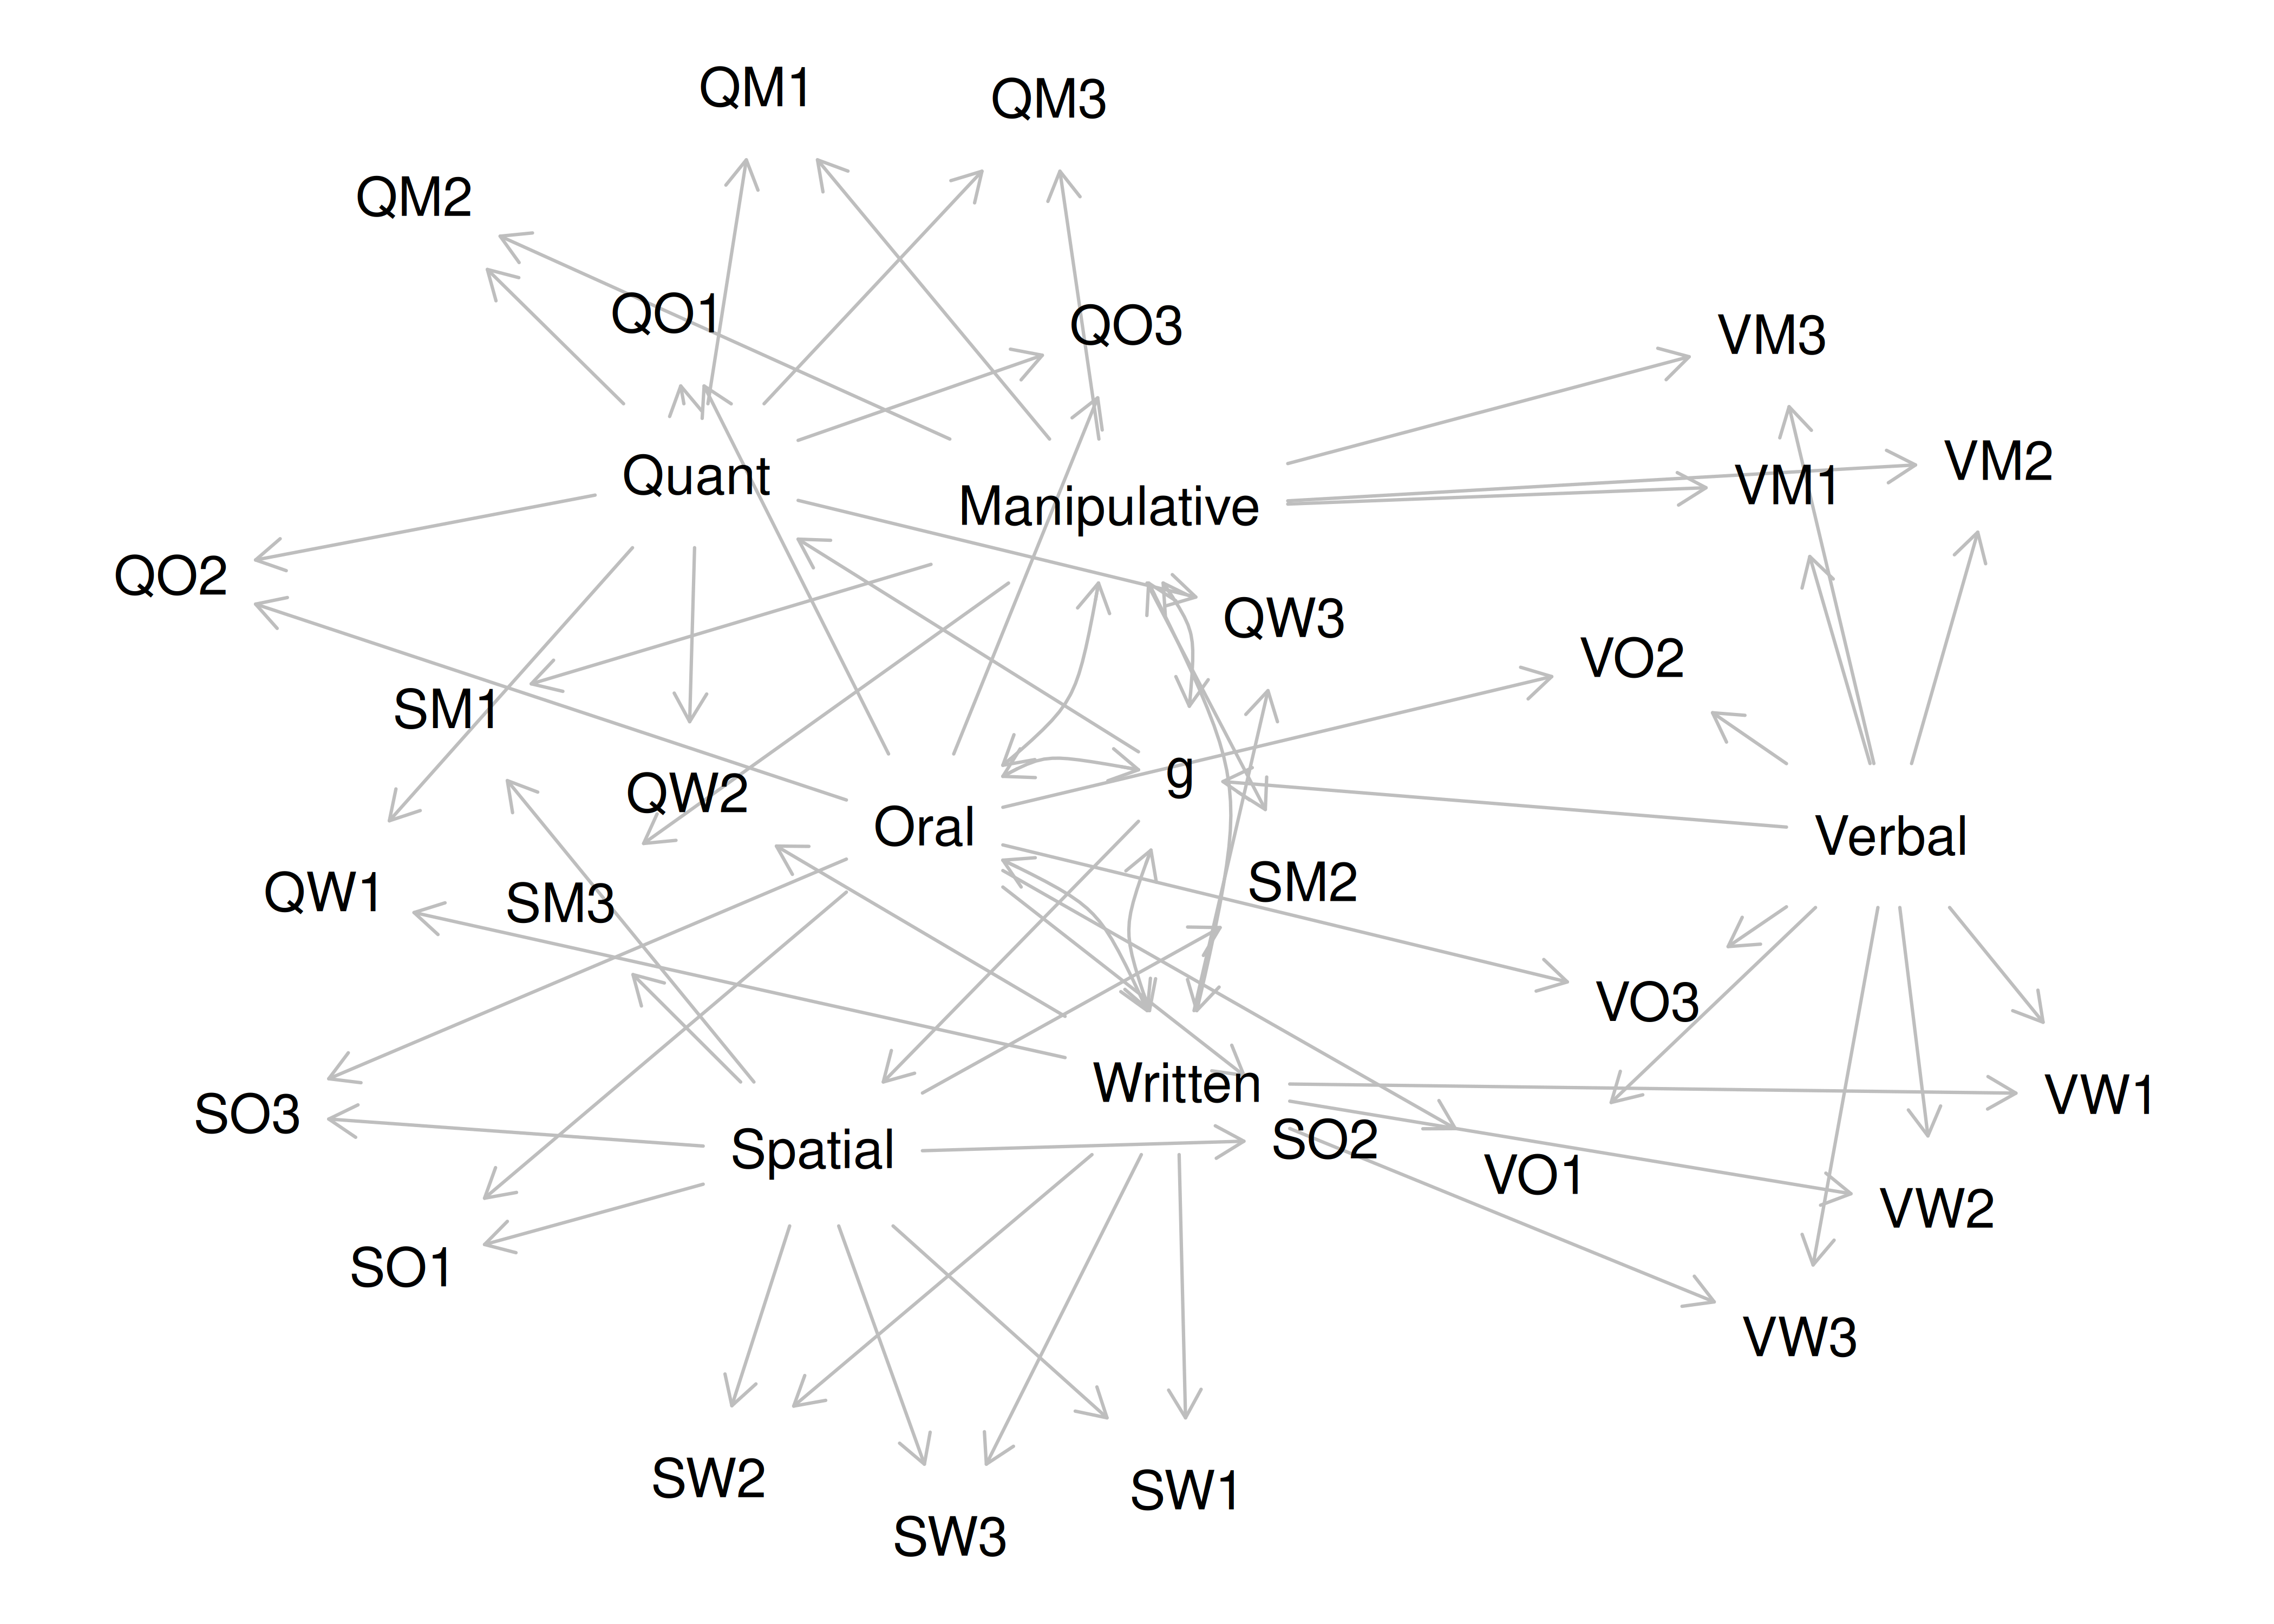 QM1
QM3
QM2
QO1
QO3
VM3
VM2
Quant
VM1
Manipulative
QO2
QW3
VO2
SM1
g
QW2
Oral
Verbal
SM2
QW1
SM3
VO3
Written
VW1
SO3
SO2
Spatial
VO1
VW2
SO1
VW3
SW2
SW1
SW3